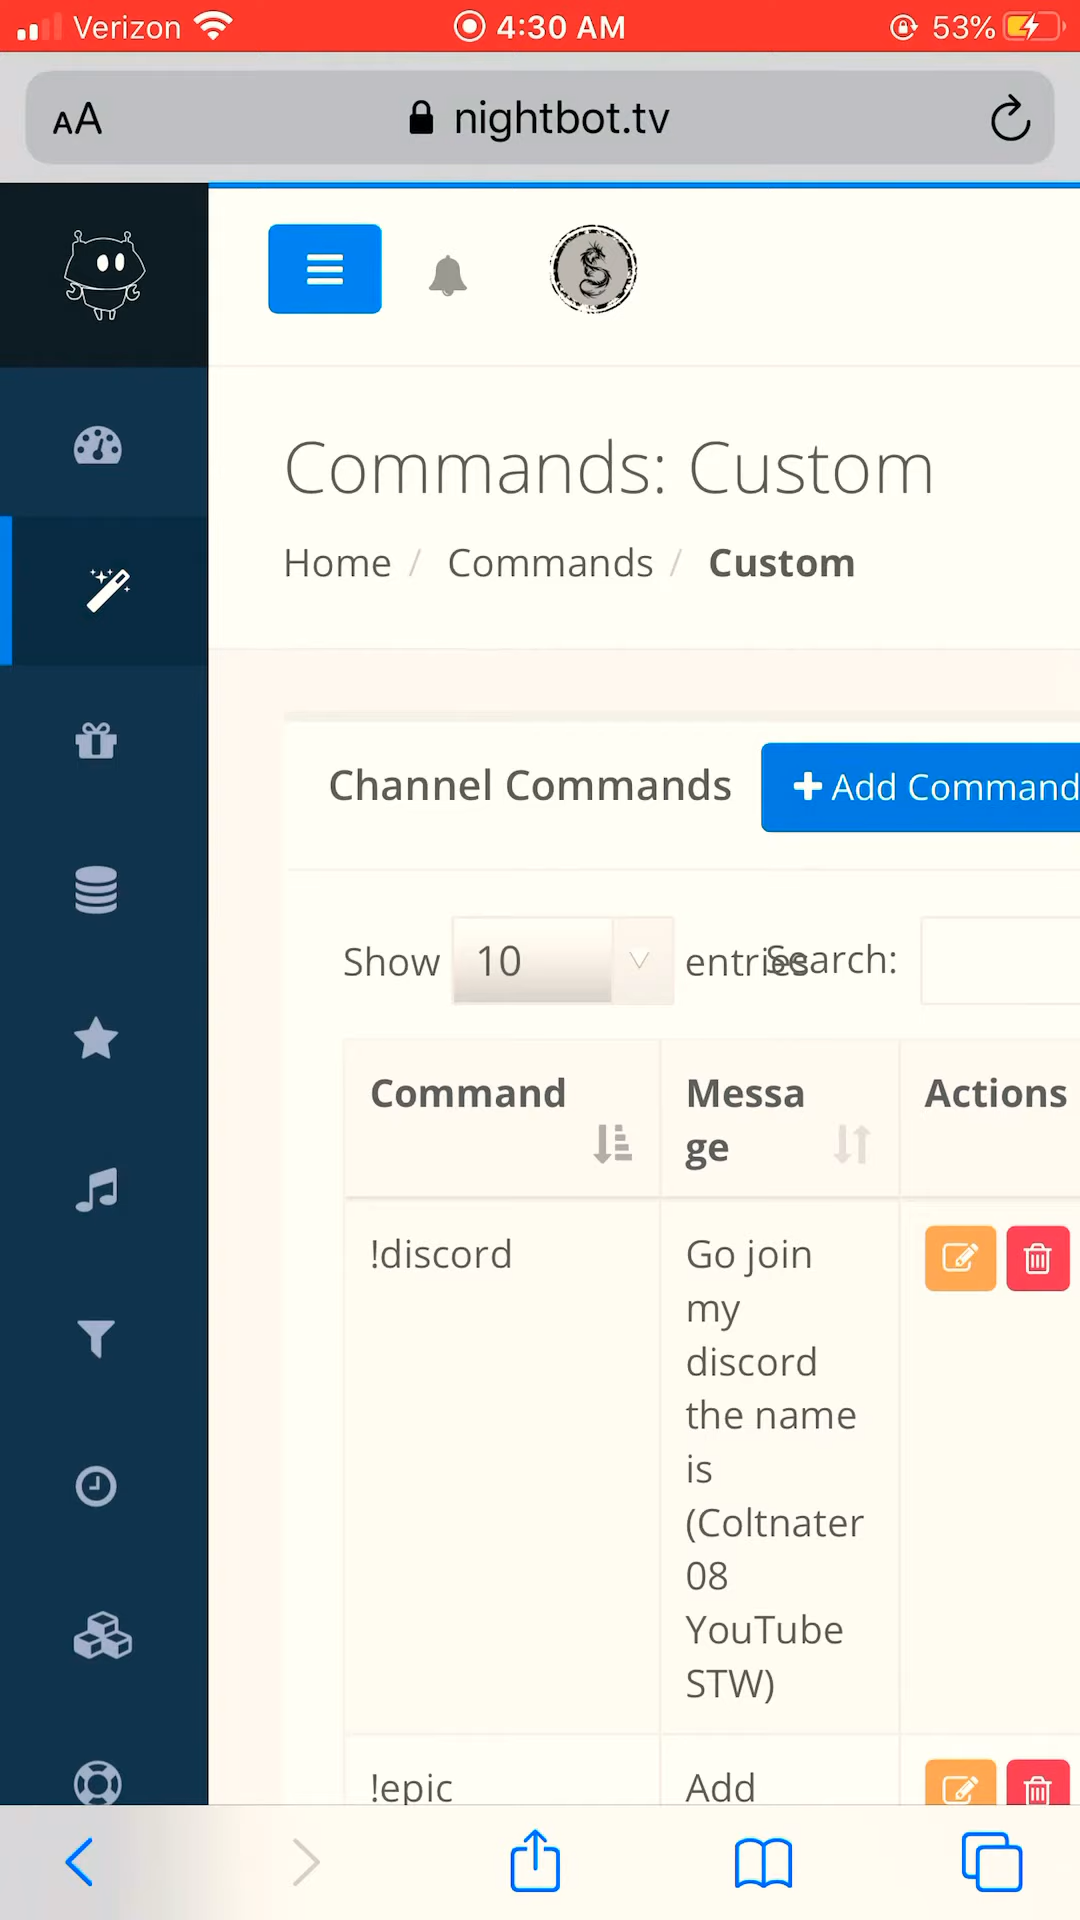 Verizon 4:30 AM 53%
AA nightbot.tv
Commands: Custom
Home / Commands / Custom
Channel Commands + Add Command
Show 10 entries Search:
Command Messa
ge Actions
!discord Go join
my
discord
the name
is
(Coltnater
08
YouTube
STW)
!epic Add